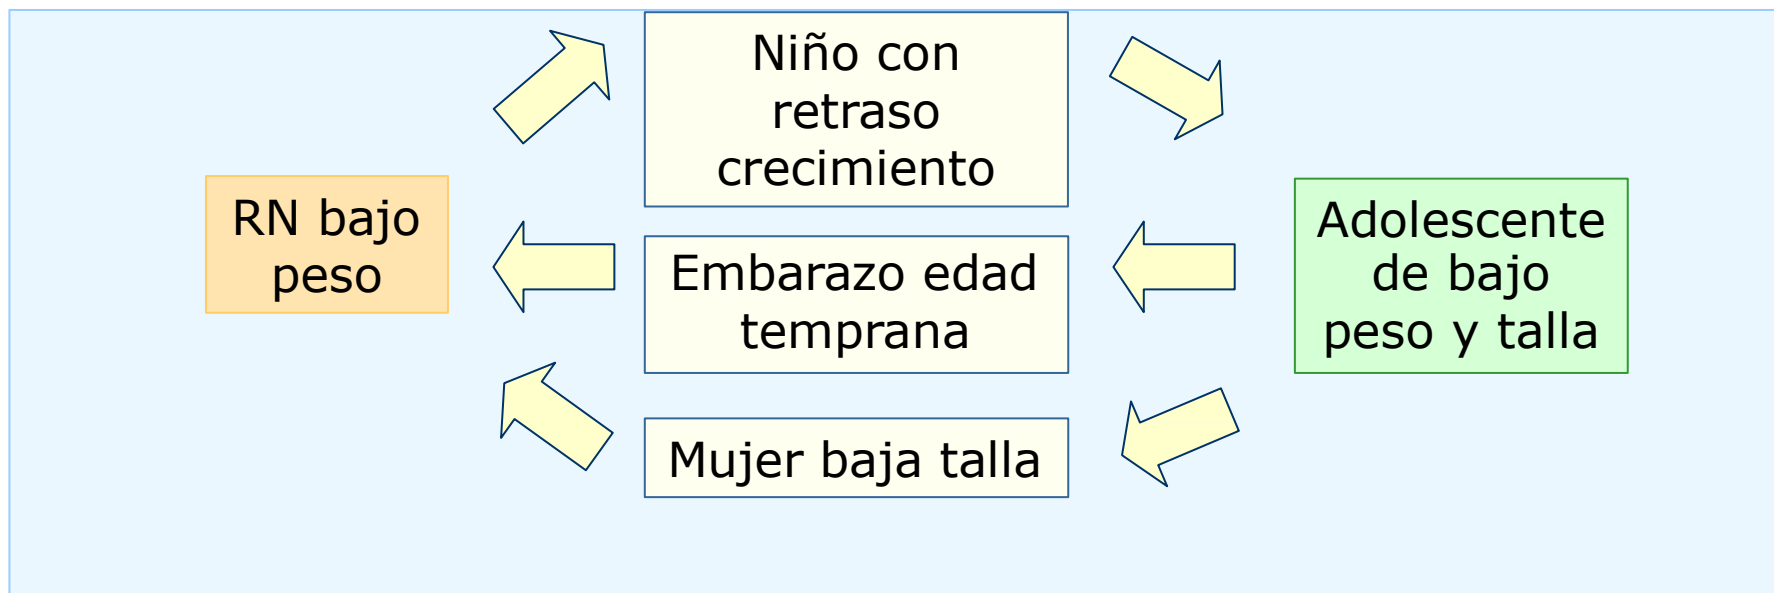 Niño con
retraso
crecimiento
RN bajo
peso
Embarazo edad
temprana
Adolescente
de bajo
peso y talla
Mujer baja talla